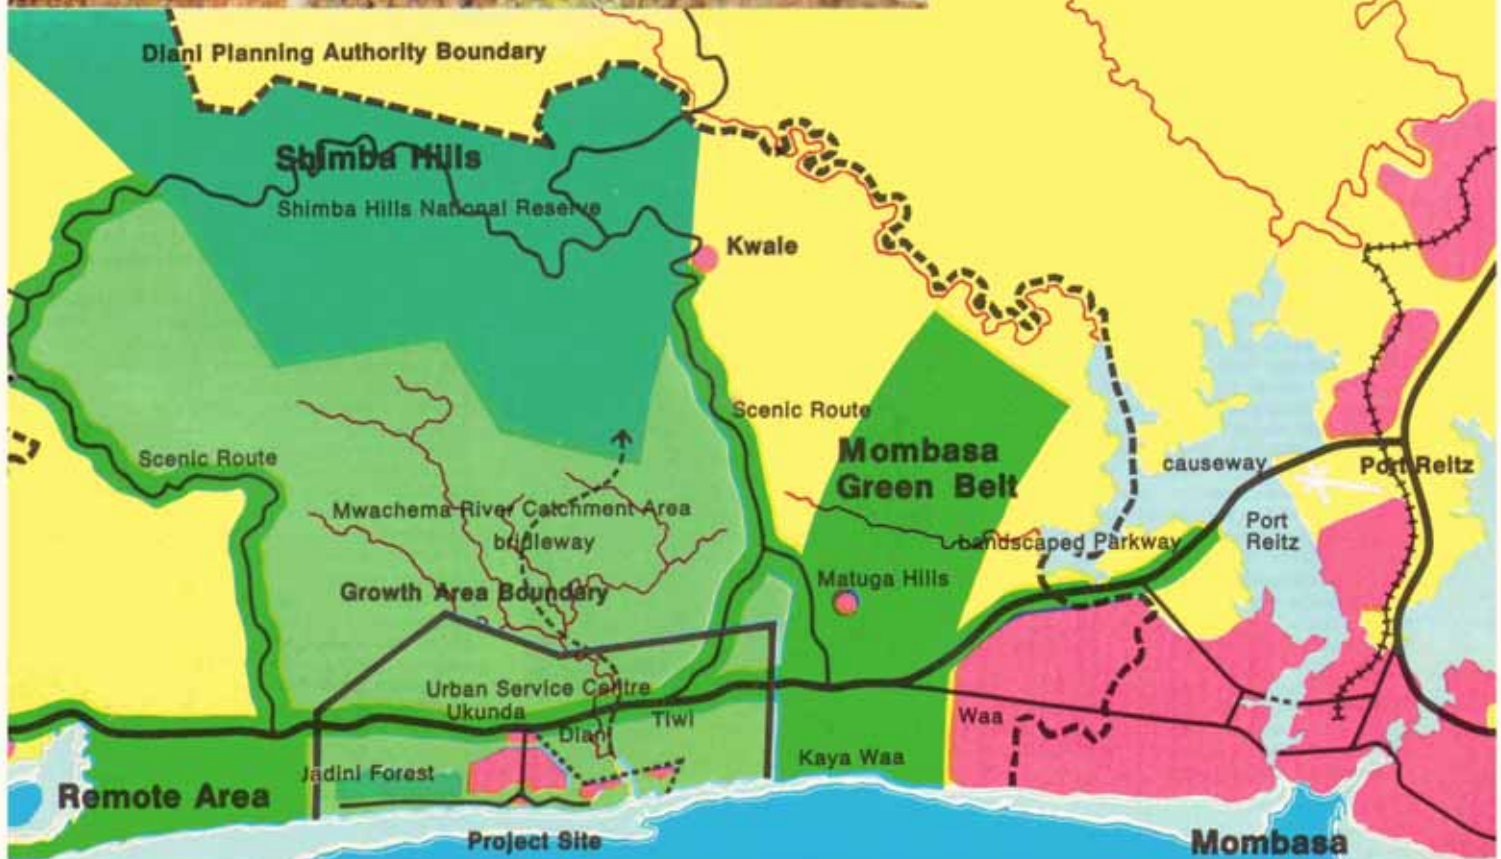 Diani Planning Authority Boundary
Shimba Hills
Shimba Hills National Reserve
Kwale
Scenic Route
Mombasa
Green Belt
causeway
Port Reitz
Scenic Route
Mwachema River Catchment Area
bridleway
Landscaped Parkway
Port
Reitz
Growth Area Boundary
Matuga Hills
Urban Service Centre
Ukunda
Tiwi
Waa
Diani
Kaya Waa
Jadini Forest
Remote Area
Project Site
Mombasa